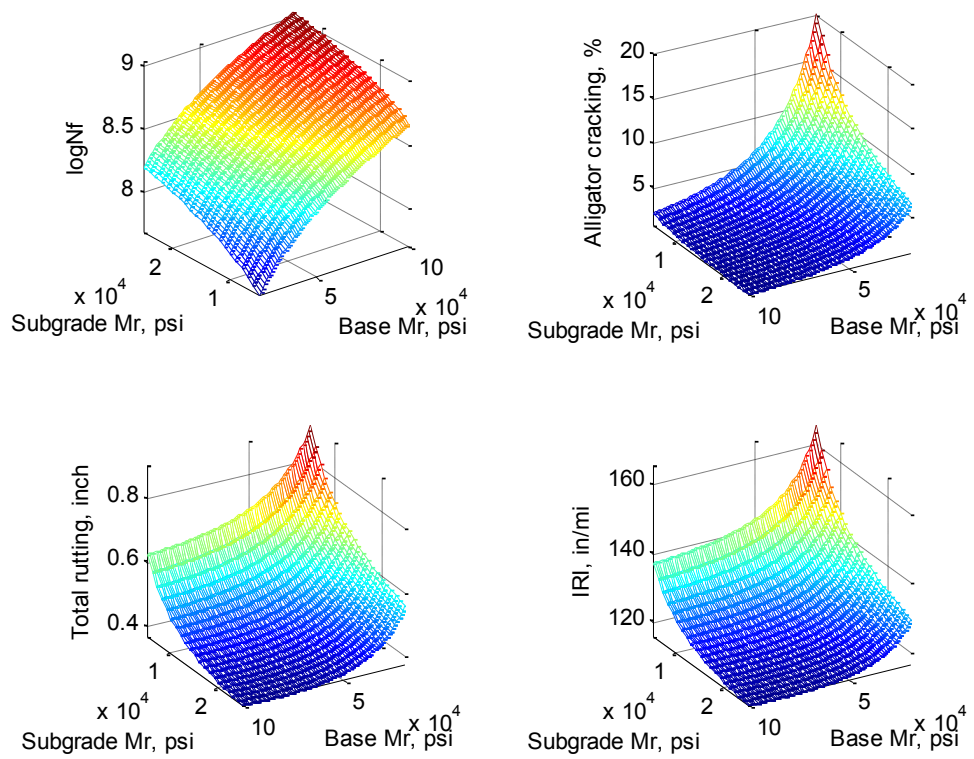 9
8.5
8
logNf
2
1
x 10^4
Subgrade Mr, psi
5
10
x 10^4
Base Mr, psi
20
15
10
5
Alligator cracking, %
1
2
x 10^4
Subgrade Mr, psi
10
5
x 10^4
Base Mr, psi
0.8
0.6
0.4
Total rutting, inch
1
2
x 10^4
Subgrade Mr, psi
10
5
x 10^4
Base Mr, psi
160
140
120
IRI, in/mi
1
2
x 10^4
Subgrade Mr, psi
10
5
x 10^4
Base Mr, psi